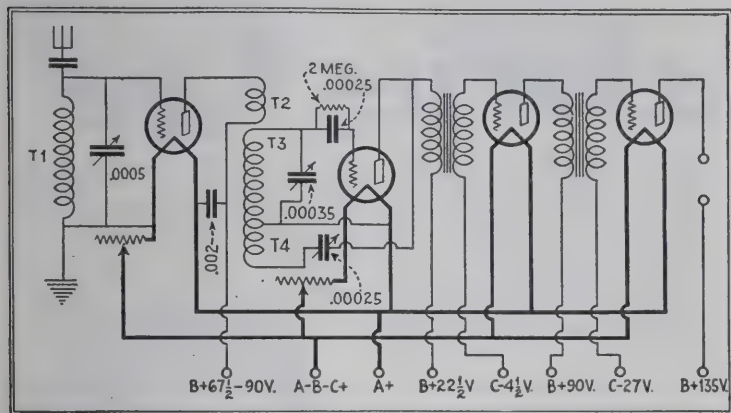 2 MEG.
.00025
T1
T2
T3
T4
.0005
.002
.00035
.00025
B+67½-90V.
A-B-C+
A+
B+22½V
C-4½V.
B+90V.
C-27V.
B+135V.